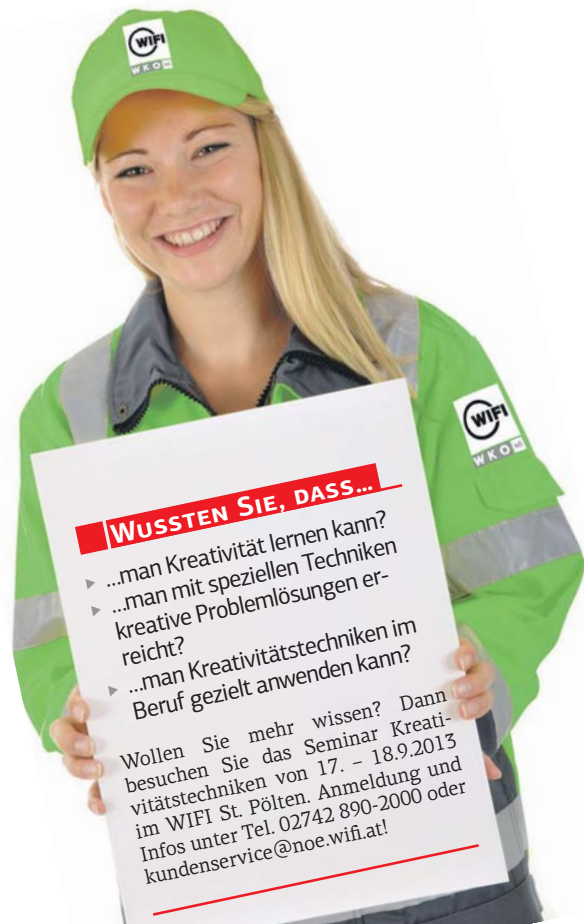 WIFI
WKO nö
WIFI
WKO nö
WUSSTEN SIE, DASS...
...man Kreativität lernen kann?
...man mit speziellen Techniken
kreative Problemlösungen er-
reicht?
...man Kreativitätstechniken im
Beruf gezielt anwenden kann?
Wollen Sie mehr wissen? Dann
besuchen Sie das Seminar Kreati-
vitätstechniken von 17. – 18.9.2013
im WIFI St. Pölten. Anmeldung und
Infos unter Tel. 02742 890-2000 oder
kundenservice@noe.wifi.at!